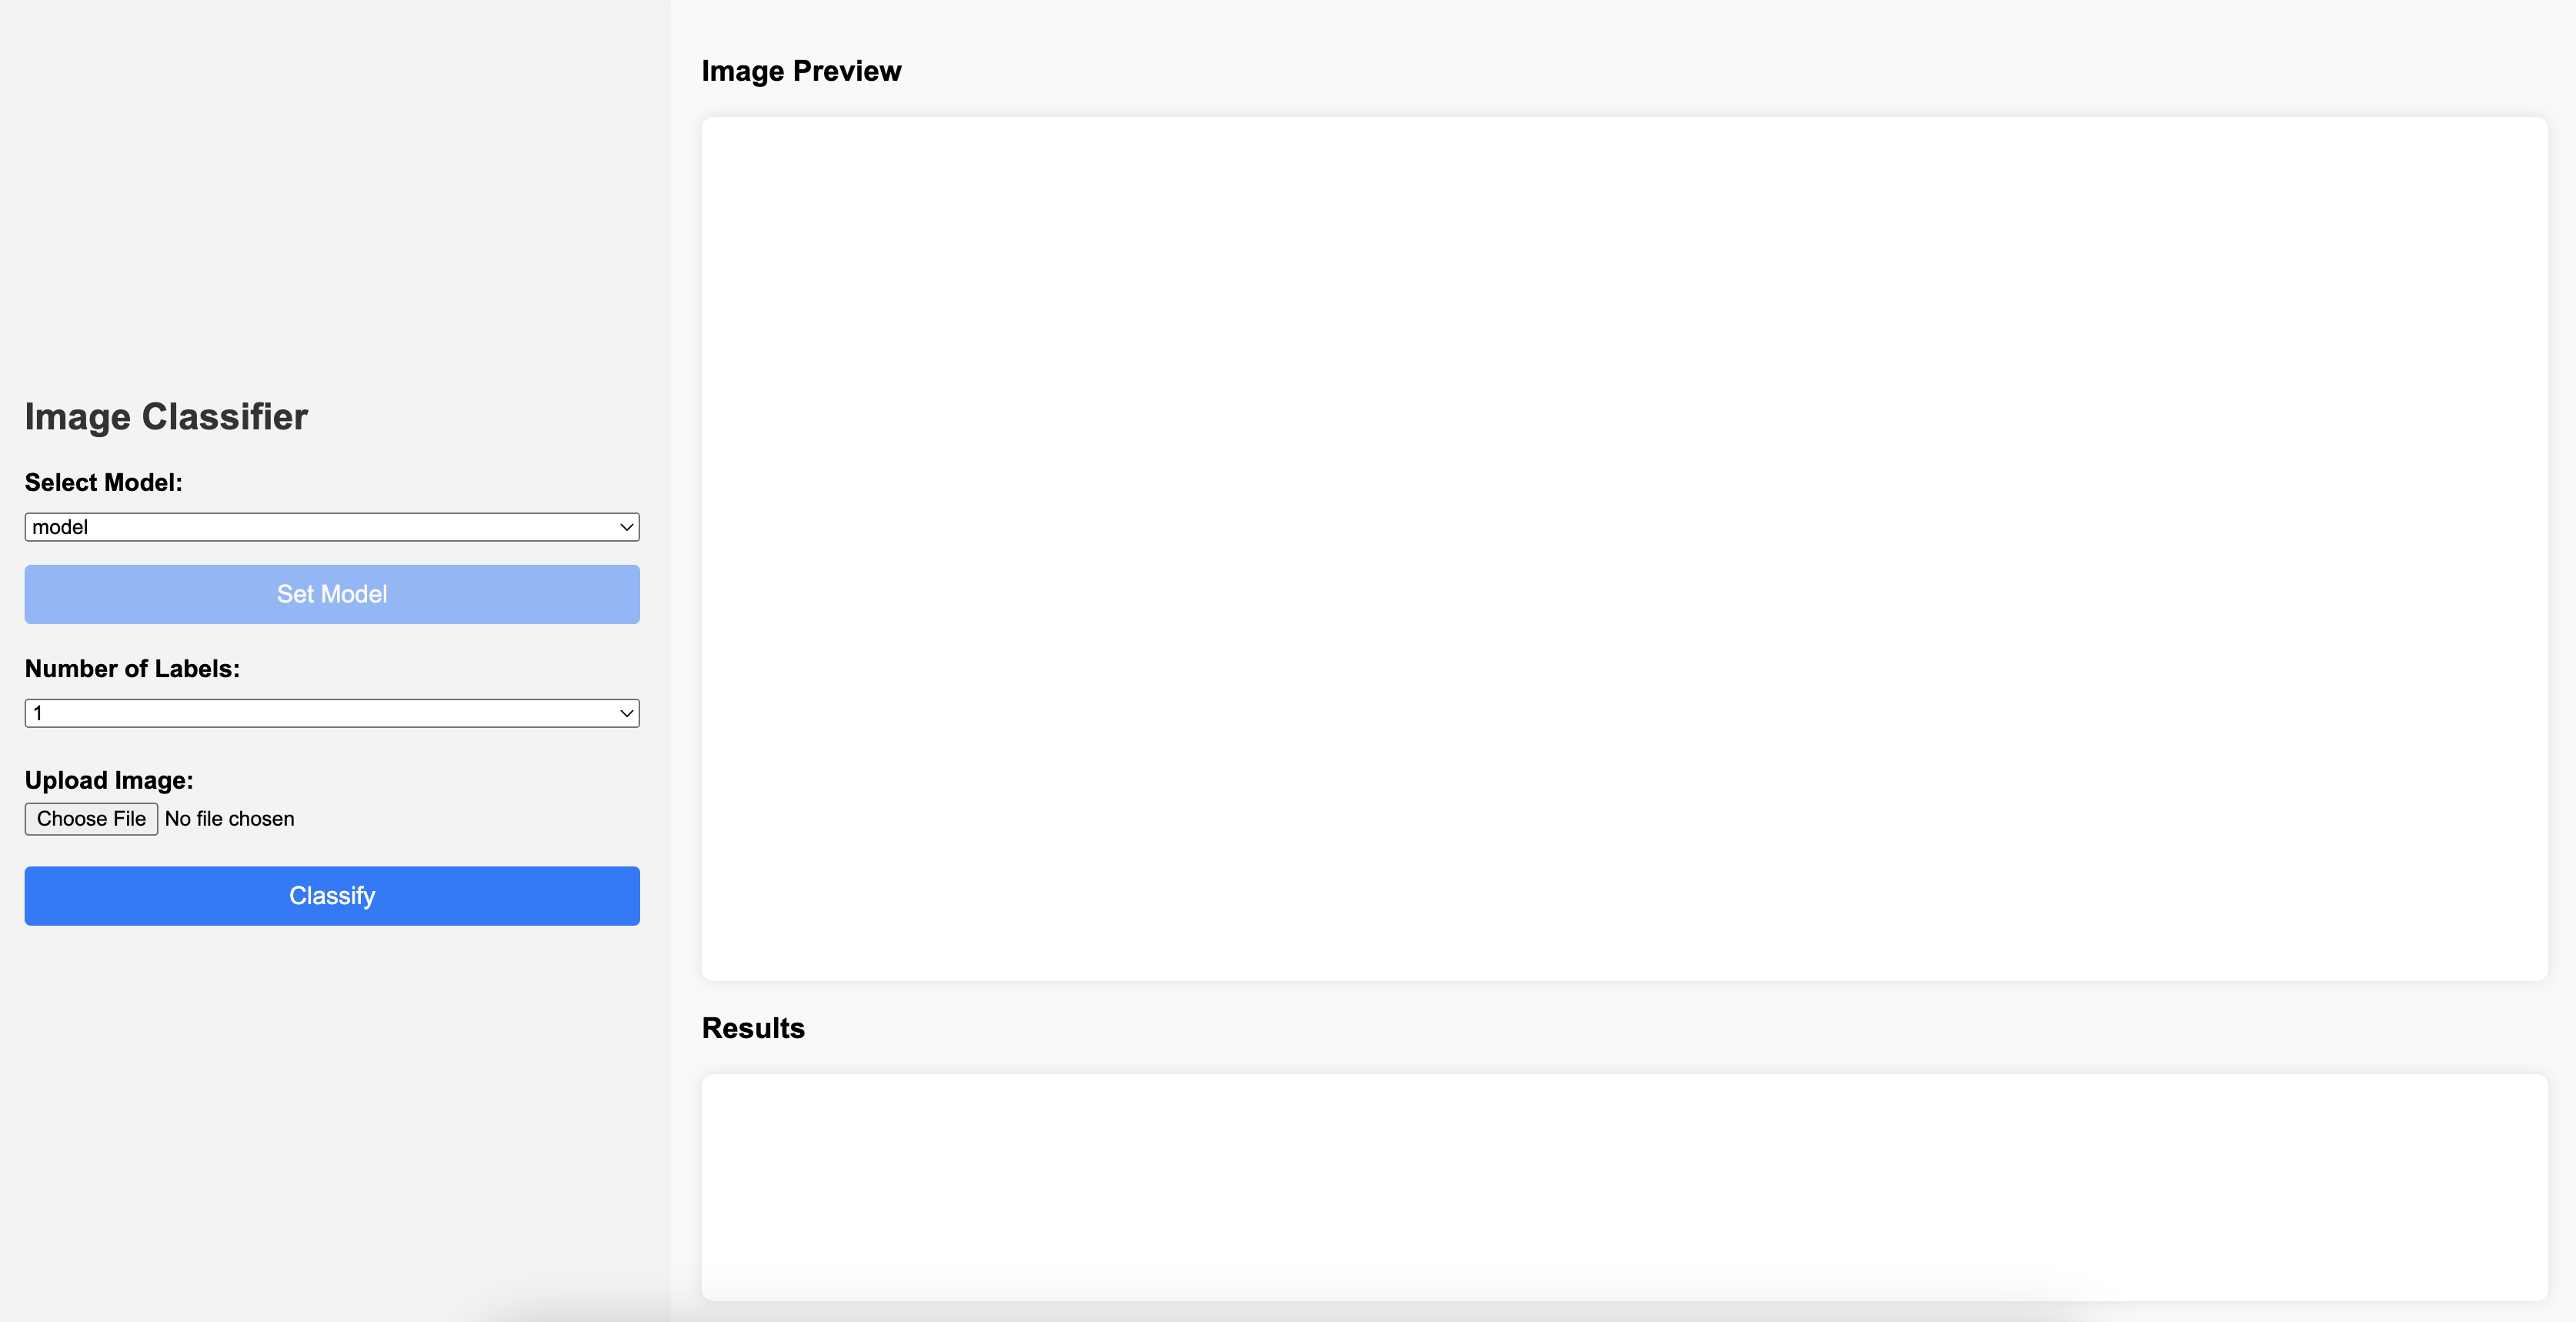 Image Classifier
Select Model:
model
Set Model
Number of Labels:
1
Upload Image:
Choose File No file chosen
Classify
Image Preview
Results